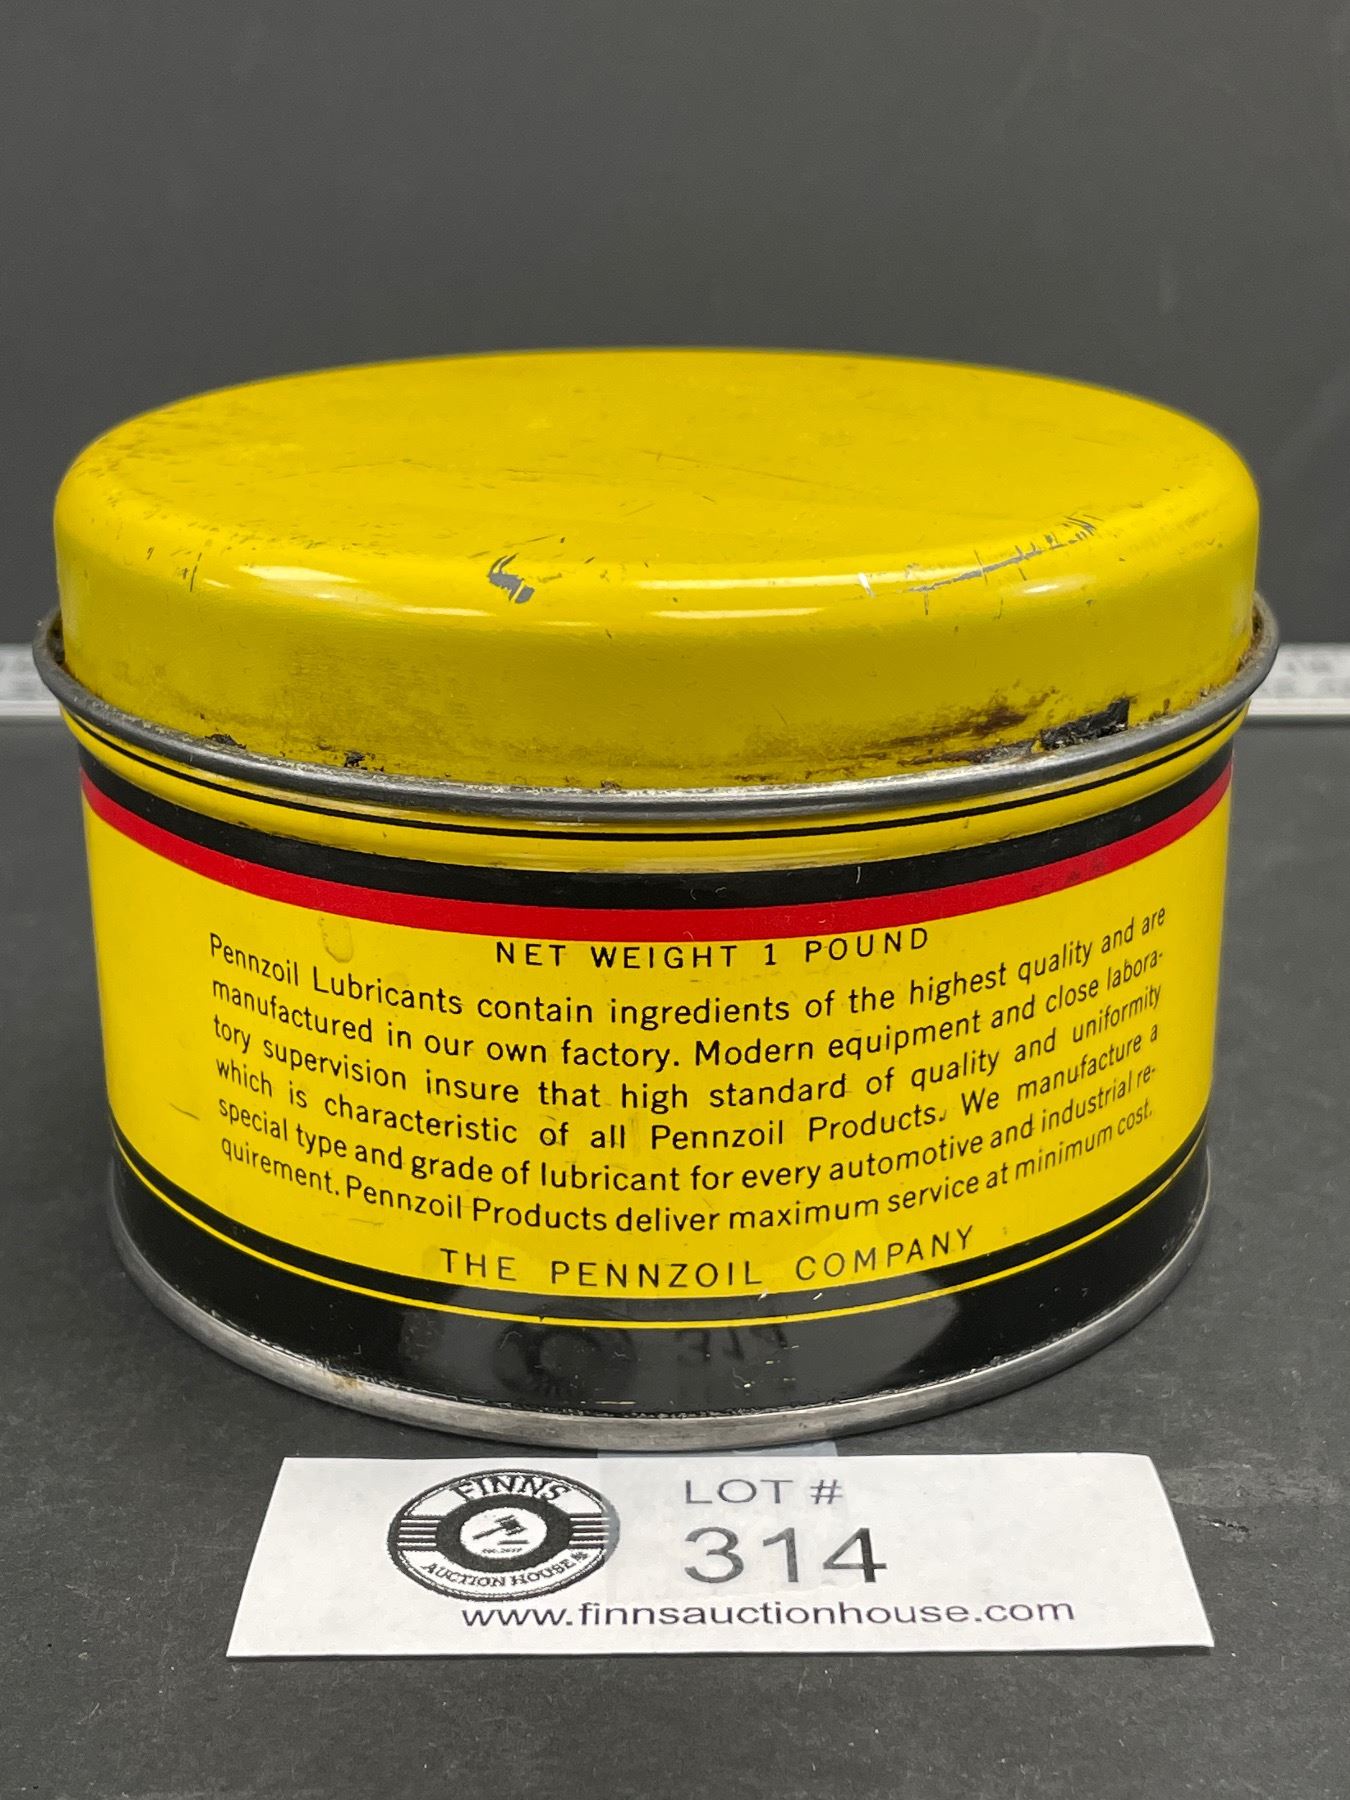 NET WEIGHT 1 POUND
Pennzoil Lubricants contain ingredients of the highest quality and are
manufactured in our own factory. Modern equipment and close labora-
tory supervision insure that high standard of quality and uniformity
which is characteristic of all Pennzoil Products. We manufacture a
special type and grade of lubricant for every automotive and industrial re-
quirement. Pennzoil Products deliver maximum service at minimum cost.
THE PENNZOIL COMPANY
FINNS
AUCTION HOUSE
LOT #
314
www.finnsauctionhouse.com